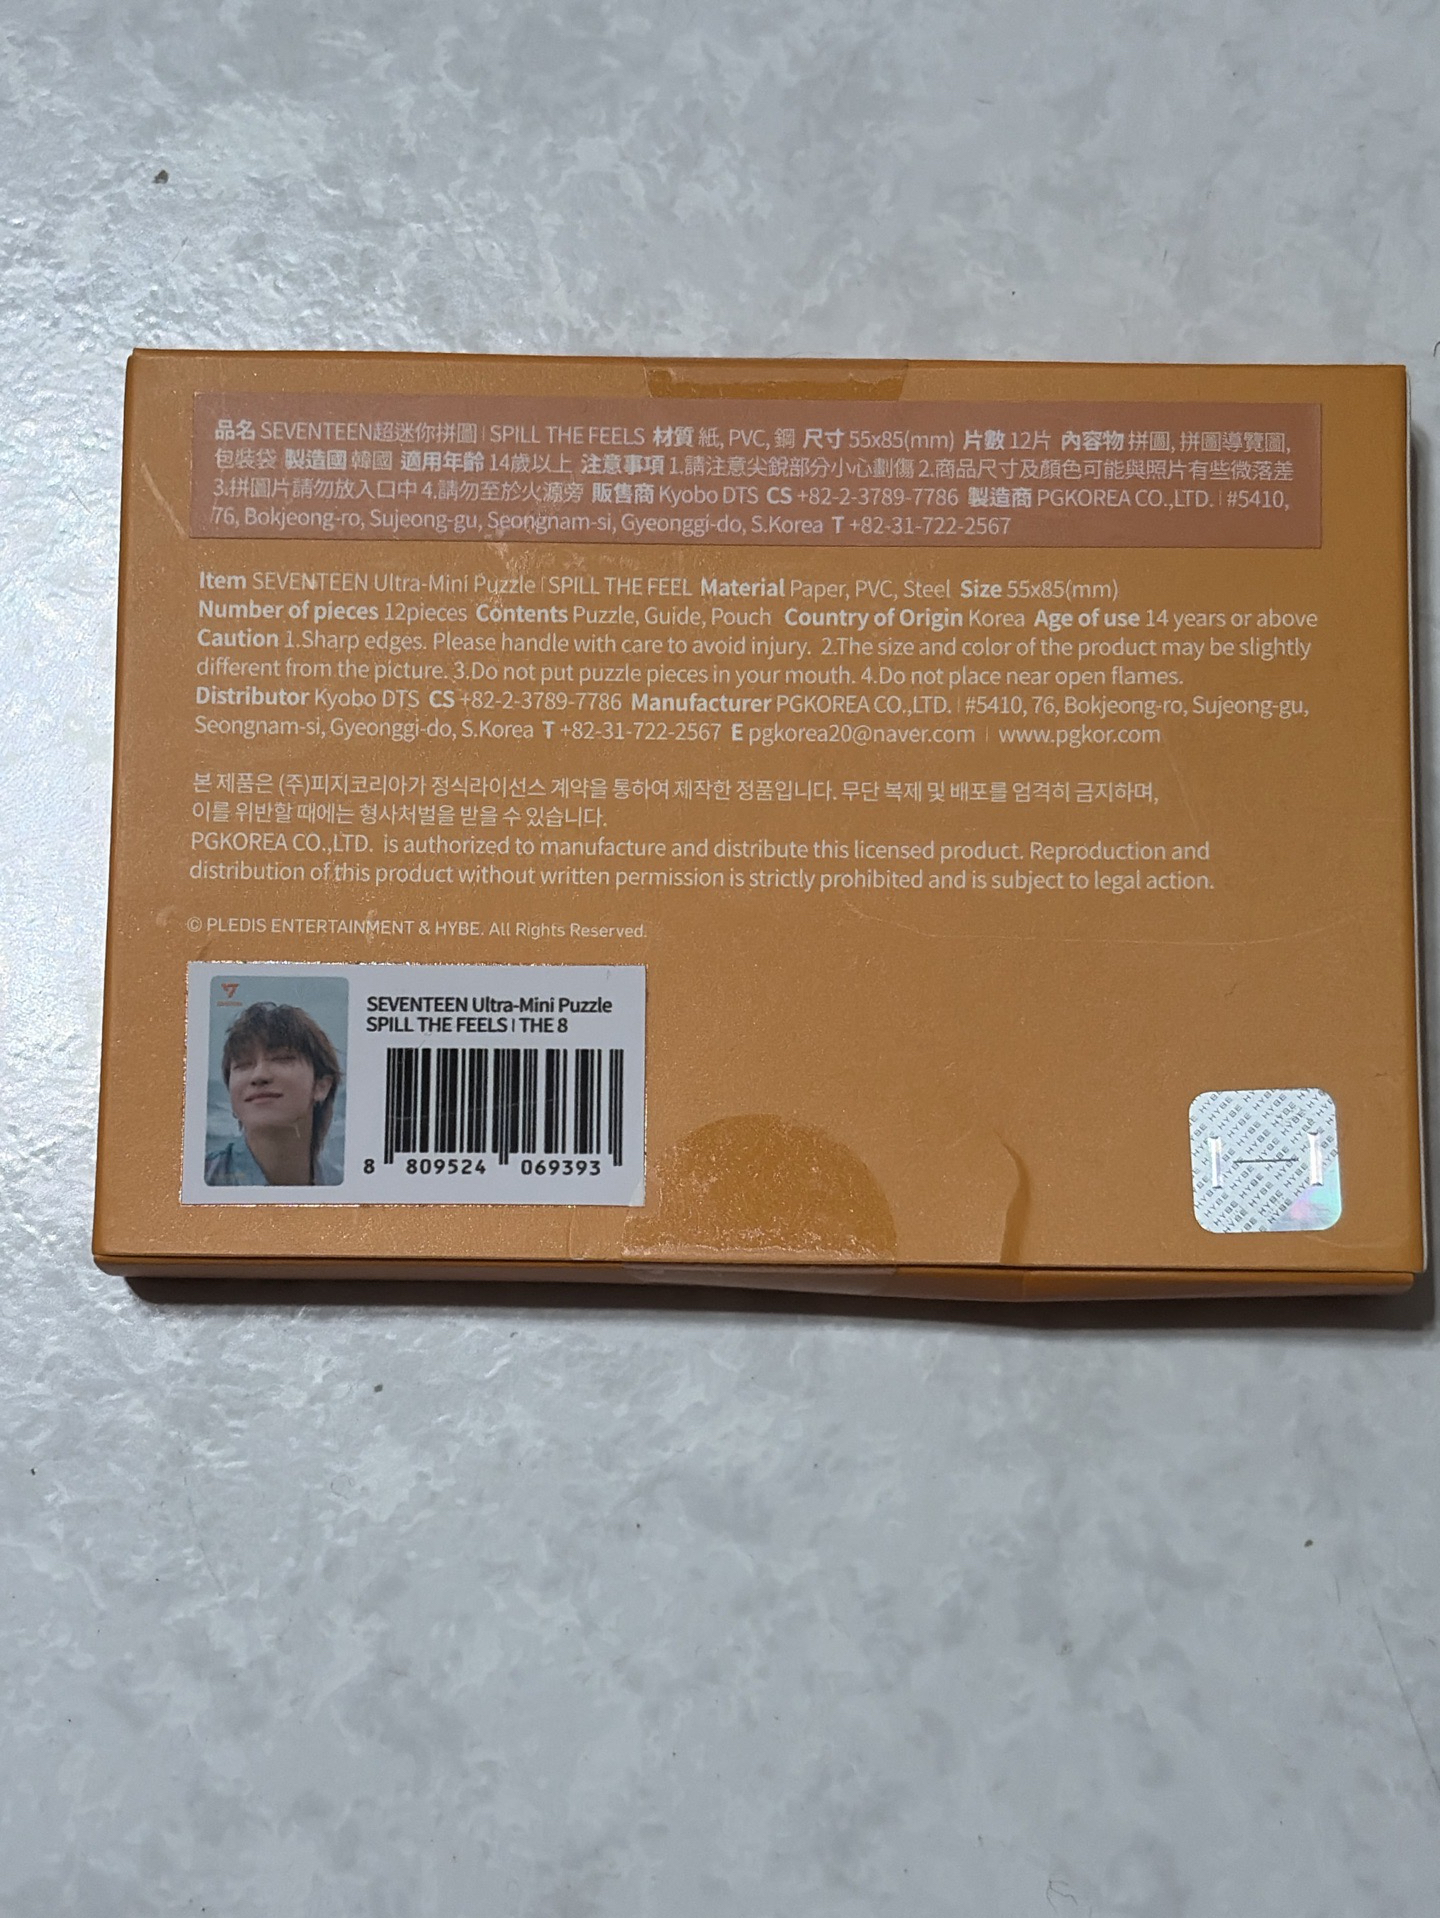 品名 SEVENTEEN超迷你拼圖 | SPILL THE FEELS 材質 紙, PVC, 鋼 尺寸 55x85(mm) 片數 12片 內容物 拼圖, 拼圖導覽圖,
包裝袋 製造國 韓國 適用年齡 14歲以上 注意事項 1.請注意尖銳部分小心劃傷 2.商品尺寸及顏色可能與照片有些微落差
3.拼圖片請勿放入口中 4.請勿至於火源旁 販售商 Kyobo DTS CS +82-2-3789-7786 製造商 PGKOREA CO.,LTD. | #5410,
76, Bokjeong-ro, Sujeong-gu, Seongnam-si, Gyeonggi-do, S.Korea T +82-31-722-2567
Item SEVENTEEN Ultra-Mini Puzzle | SPILL THE FEEL Material Paper, PVC, Steel Size 55x85(mm)
Number of pieces 12pieces Contents Puzzle, Guide, Pouch Country of Origin Korea Age of use 14 years or above
Caution 1.Sharp edges. Please handle with care to avoid injury. 2.The size and color of the product may be slightly
different from the picture. 3.Do not put puzzle pieces in your mouth. 4.Do not place near open flames.
Distributor Kyobo DTS CS +82-2-3789-7786 Manufacturer PGKOREA CO.,LTD. | #5410, 76, Bokjeong-ro, Sujeong-gu,
Seongnam-si, Gyeonggi-do, S.Korea T +82-31-722-2567 E pgkorea20@naver.com | www.pgkor.com
본 제품은 (주)피지코리아가 정식라이선스 계약을 통하여 제작한 정품입니다. 무단 복제 및 배포를 엄격히 금지하며,
이를 위반할 때에는 형사처벌을 받을 수 있습니다.
PGKOREA CO.,LTD. is authorized to manufacture and distribute this licensed product. Reproduction and
distribution of this product without written permission is strictly prohibited and is subject to legal action.
© PLEDIS ENTERTAINMENT & HYBE. All Rights Reserved.
SEVENTEEN Ultra-Mini Puzzle
SPILL THE FEELS | THE 8
8 809524 069393
HYBE HYBE HYBE